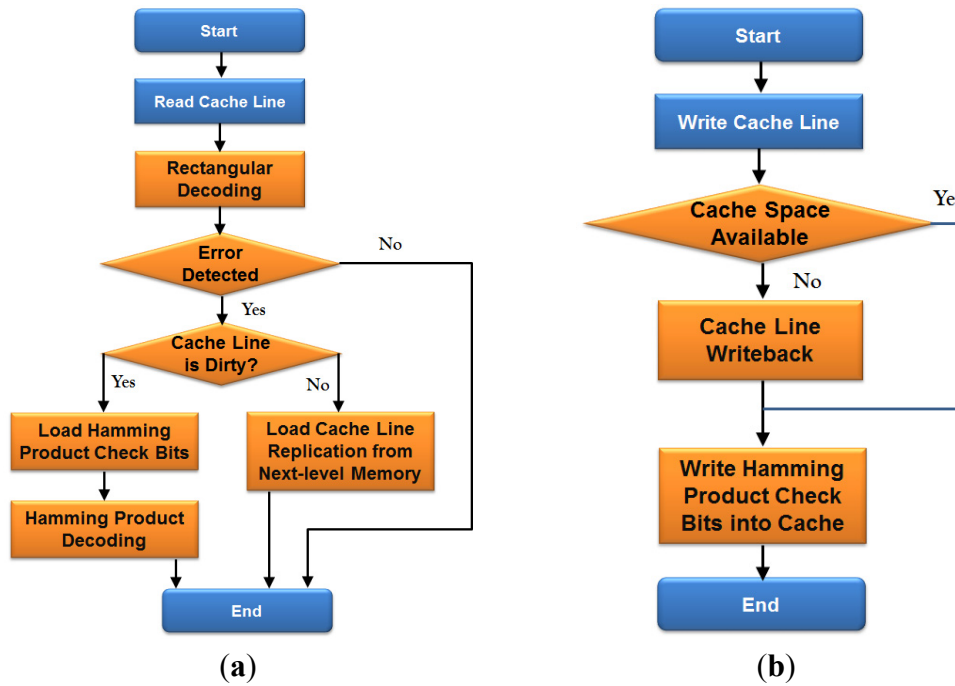 Start
Read Cache Line
Rectangular
Decoding
Error
Detected
No
Yes
Cache Line
is Dirty?
Yes
No
Load Hamming
Product Check Bits
Load Cache Line
Replication from
Next-level Memory
Hamming Product
Decoding
End
(a)
Start
Write Cache Line
Cache Space
Available
Ye
No
Cache Line
Writeback
Write Hamming
Product Check
Bits into Cache
End
(b)